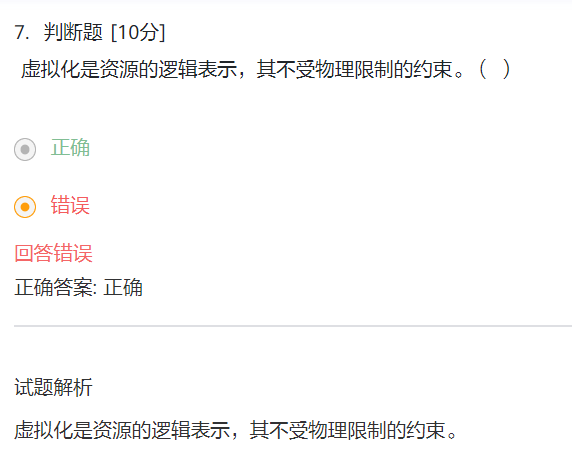 7. 判断题 [10分]
虚拟化是资源的逻辑表示，其不受物理限制的约束。（ ）
正确
错误
回答错误
正确答案: 正确
试题解析
虚拟化是资源的逻辑表示，其不受物理限制的约束。